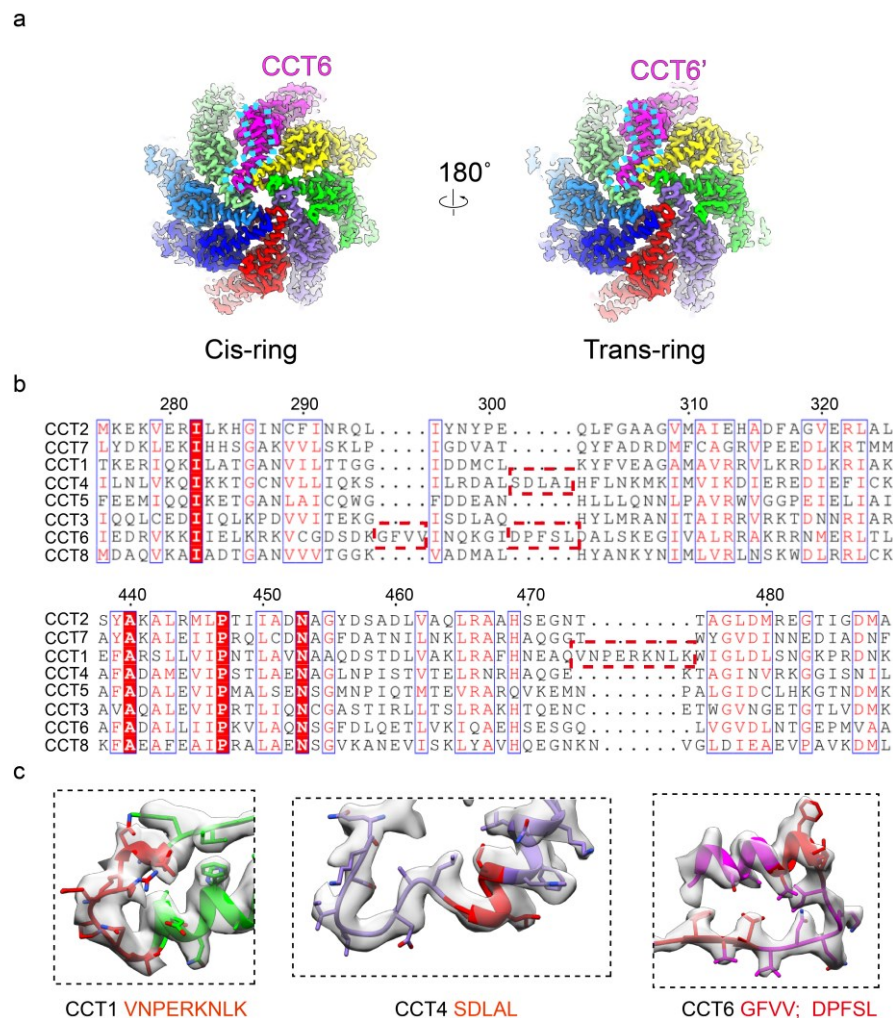 a
CCT6
CCT6'
180°
Cis-ring
Trans-ring
b
280 290 300 310 320
CCT2 MKEKVERILKHGINCFINRQL....IYNYPE.....QLFGAAGVMAIEHADFAGVERLAL
CCT7 LYDKLEKIHHSGAKVVLSKLP....IGDVAT.....QYFADRDMFCAGRVPEEDLKRTMM
CCT1 TKERIQKILATGANVILTTGG....IDDMCL.....KYFVEAGAMAVRRVLKRDLKRIAK
CCT4 ILNLVKQIKKTGCNVLLIQKS....ILRDALSDLALHFLNKMKIMVIKDIEREDIEFICK
CCT5 FEEMIQQIKETGANLAICQWG....FDDEAN.....HLLLQNNLPAVRWVGGPEIELIAI
CCT3 IQQLCEDIIQLKPDVVITEKG....ISDLAQ.....HYLMRANITAIRRVRKTDNNRIAR
CCT6 IEDRVKKIIELKRKVCGDSDKGFVVINQKGIDPFSLDALSKEGIVALRRAKRRNMERLTL
CCT8 MDAQVKAIADTGANVVVTGGK....VADMAL.....HYANKYNIMLVRLNSKWDLRRLCK
440 450 460 470 480
CCT2 SYAKALRMLPTIIADNAGYDSADLVAQLRAAHSEGNT........TAGLDMREGTIGDMA
CCT7 AYAKALEIIPRQLCDNAGFDATNILNKLRARHAQGGT........WYGVDINNEDIADNF
CCT1 EFARSLLVIPNTLAVNAAQDSTDLVAKLRAFHNEAQVNPERKNLKWIGLDLSNGKPRDNK
CCT4 AFADAMEVIPSTLAENAGLNPISTVTELRNRHAQGE........KTAGINVRKGGISNIL
CCT5 AFADALEVIPMALSENSGMNPIQTMTEVRARQVKEMN.......PALGIDCLHKGTNDMK
CCT3 AVAQALEVIPRTLIQNCGASTIRLLTSLRAKHTQENC.......ETWGVNGETGTLVDMK
CCT6 AFADALLIIPKVLAQNSGFDLQETLVKIQAEHSESGQ........LVGVDLNTGEPMVAA
CCT8 KFAEAFEAIPRALAENSGVKANEVISKLYAVHQEGNKN.......VGLDIEAEVPAVKDML
c
CCT1 VNPERKNLK
CCT4 SDLAL
CCT6 GFVV; DPFSL